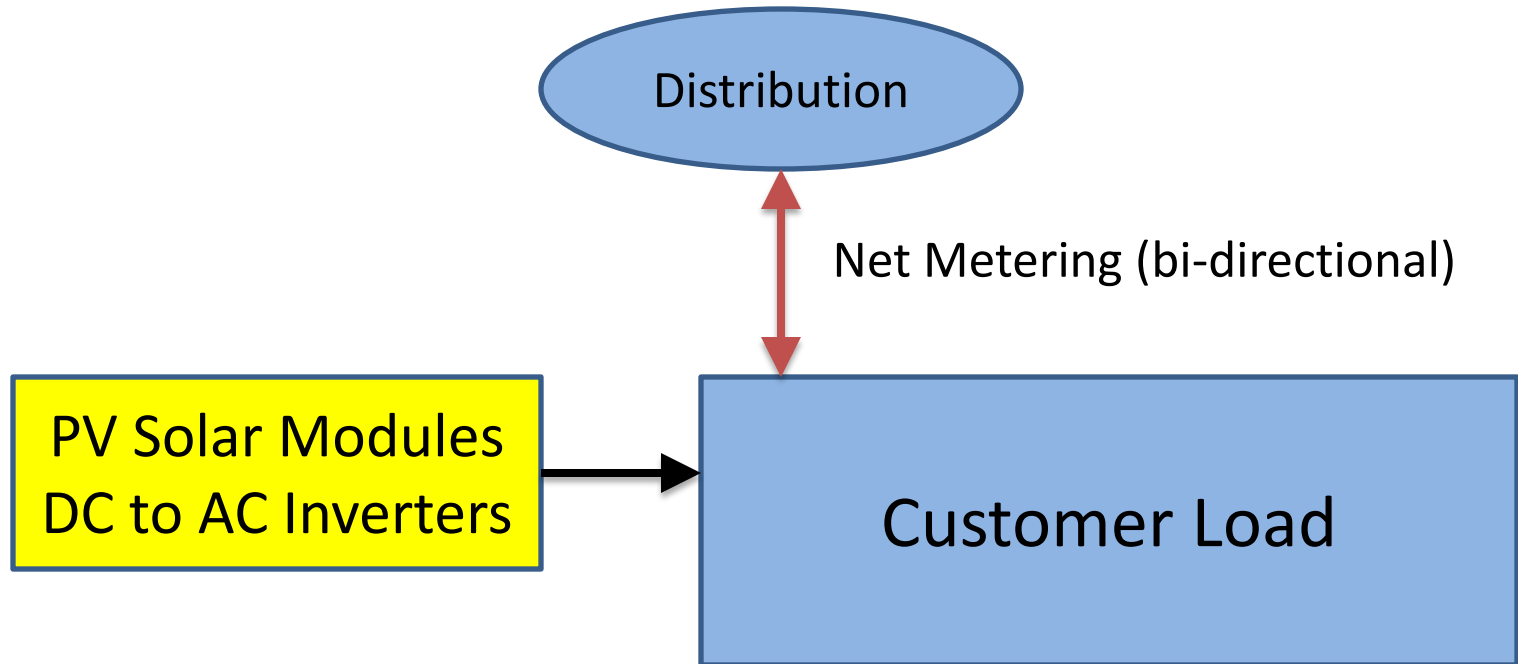 Distribution
Net Metering (bi-directional)
PV Solar Modules
DC to AC Inverters
Customer Load